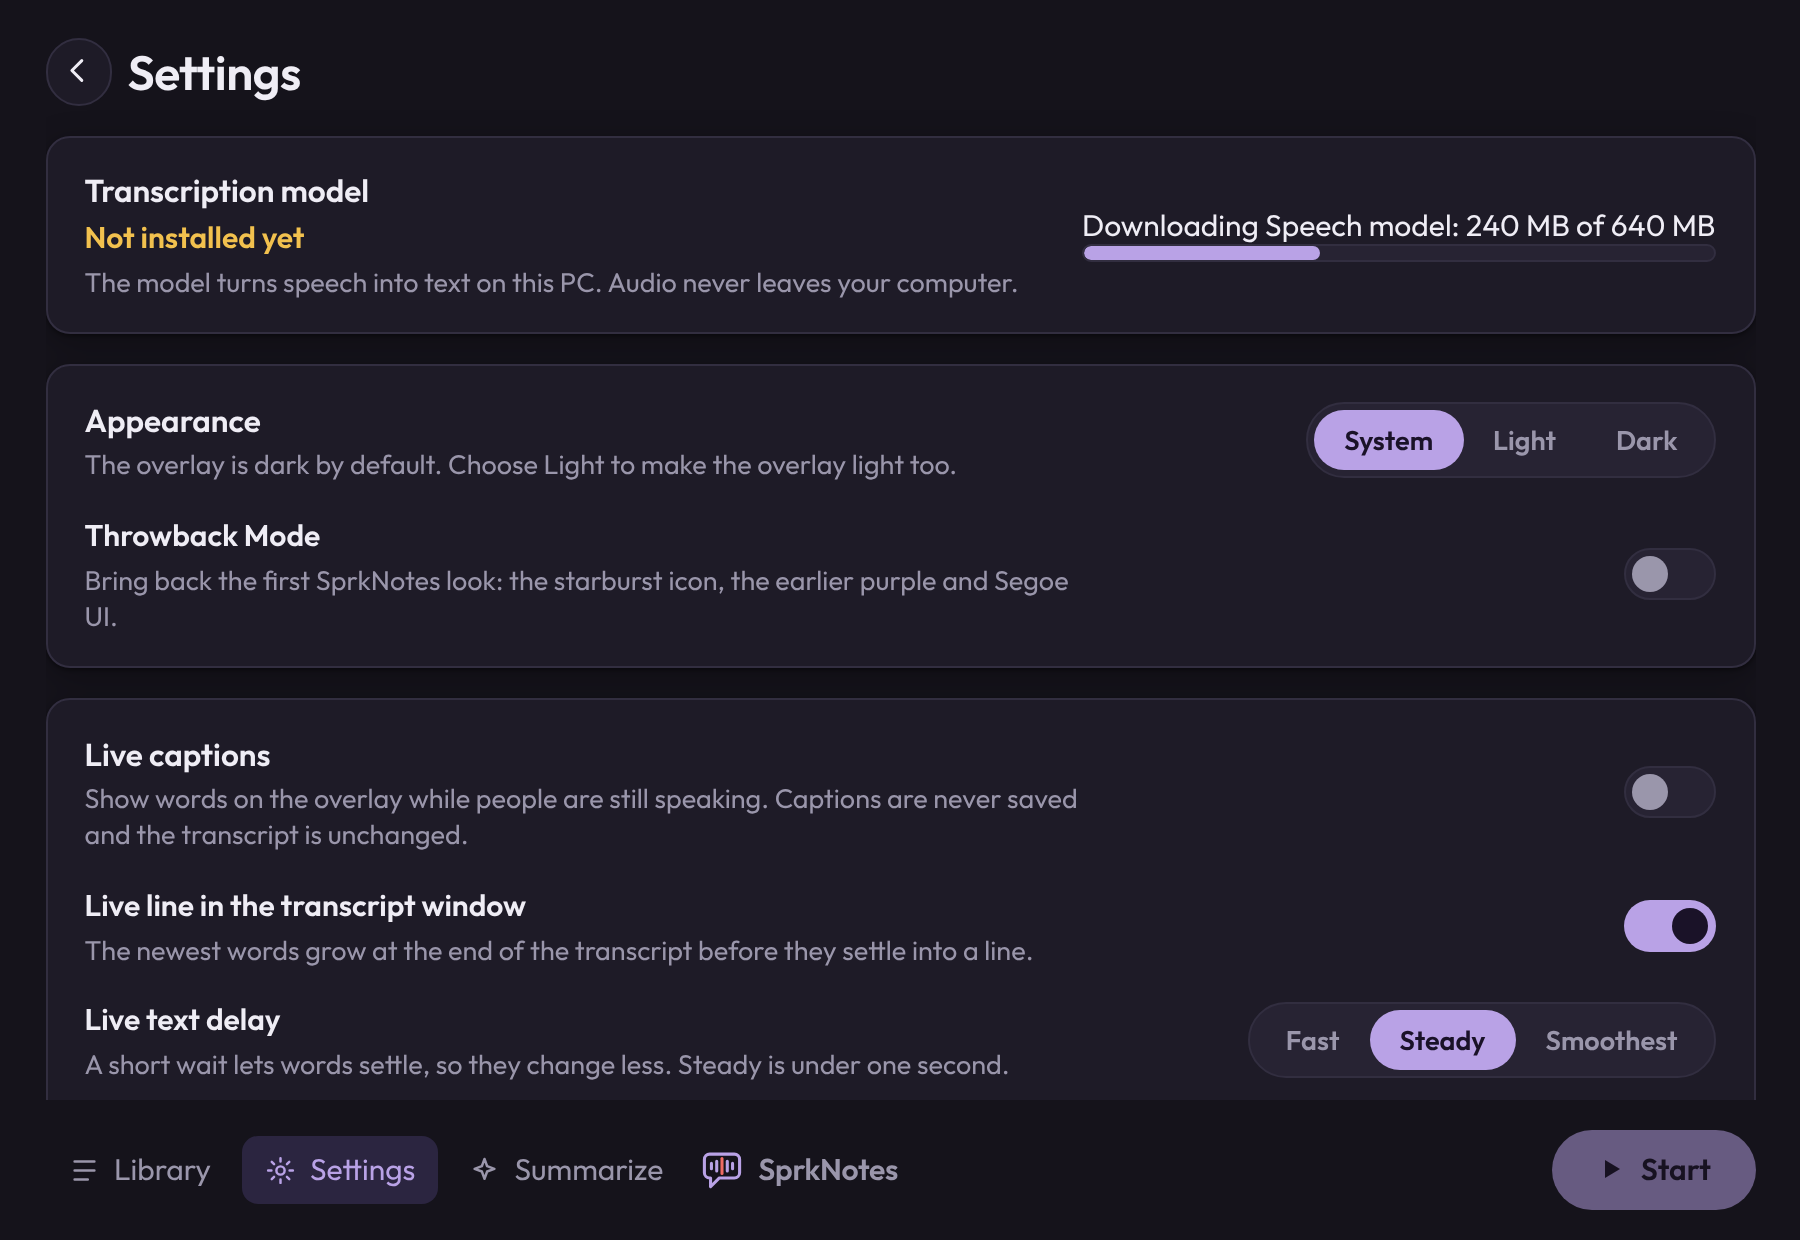 Settings
Transcription model
Not installed yet
The model turns speech into text on this PC. Audio never leaves your computer.
Downloading Speech model: 240 MB of 640 MB
Appearance
The overlay is dark by default. Choose Light to make the overlay light too.
System Light Dark
Throwback Mode
Bring back the first SprkNotes look: the starburst icon, the earlier purple and Segoe
UI.
Live captions
Show words on the overlay while people are still speaking. Captions are never saved
and the transcript is unchanged.
Live line in the transcript window
The newest words grow at the end of the transcript before they settle into a line.
Live text delay
A short wait lets words settle, so they change less. Steady is under one second.
Fast Steady Smoothest
Library Settings Summarize SprkNotes Start